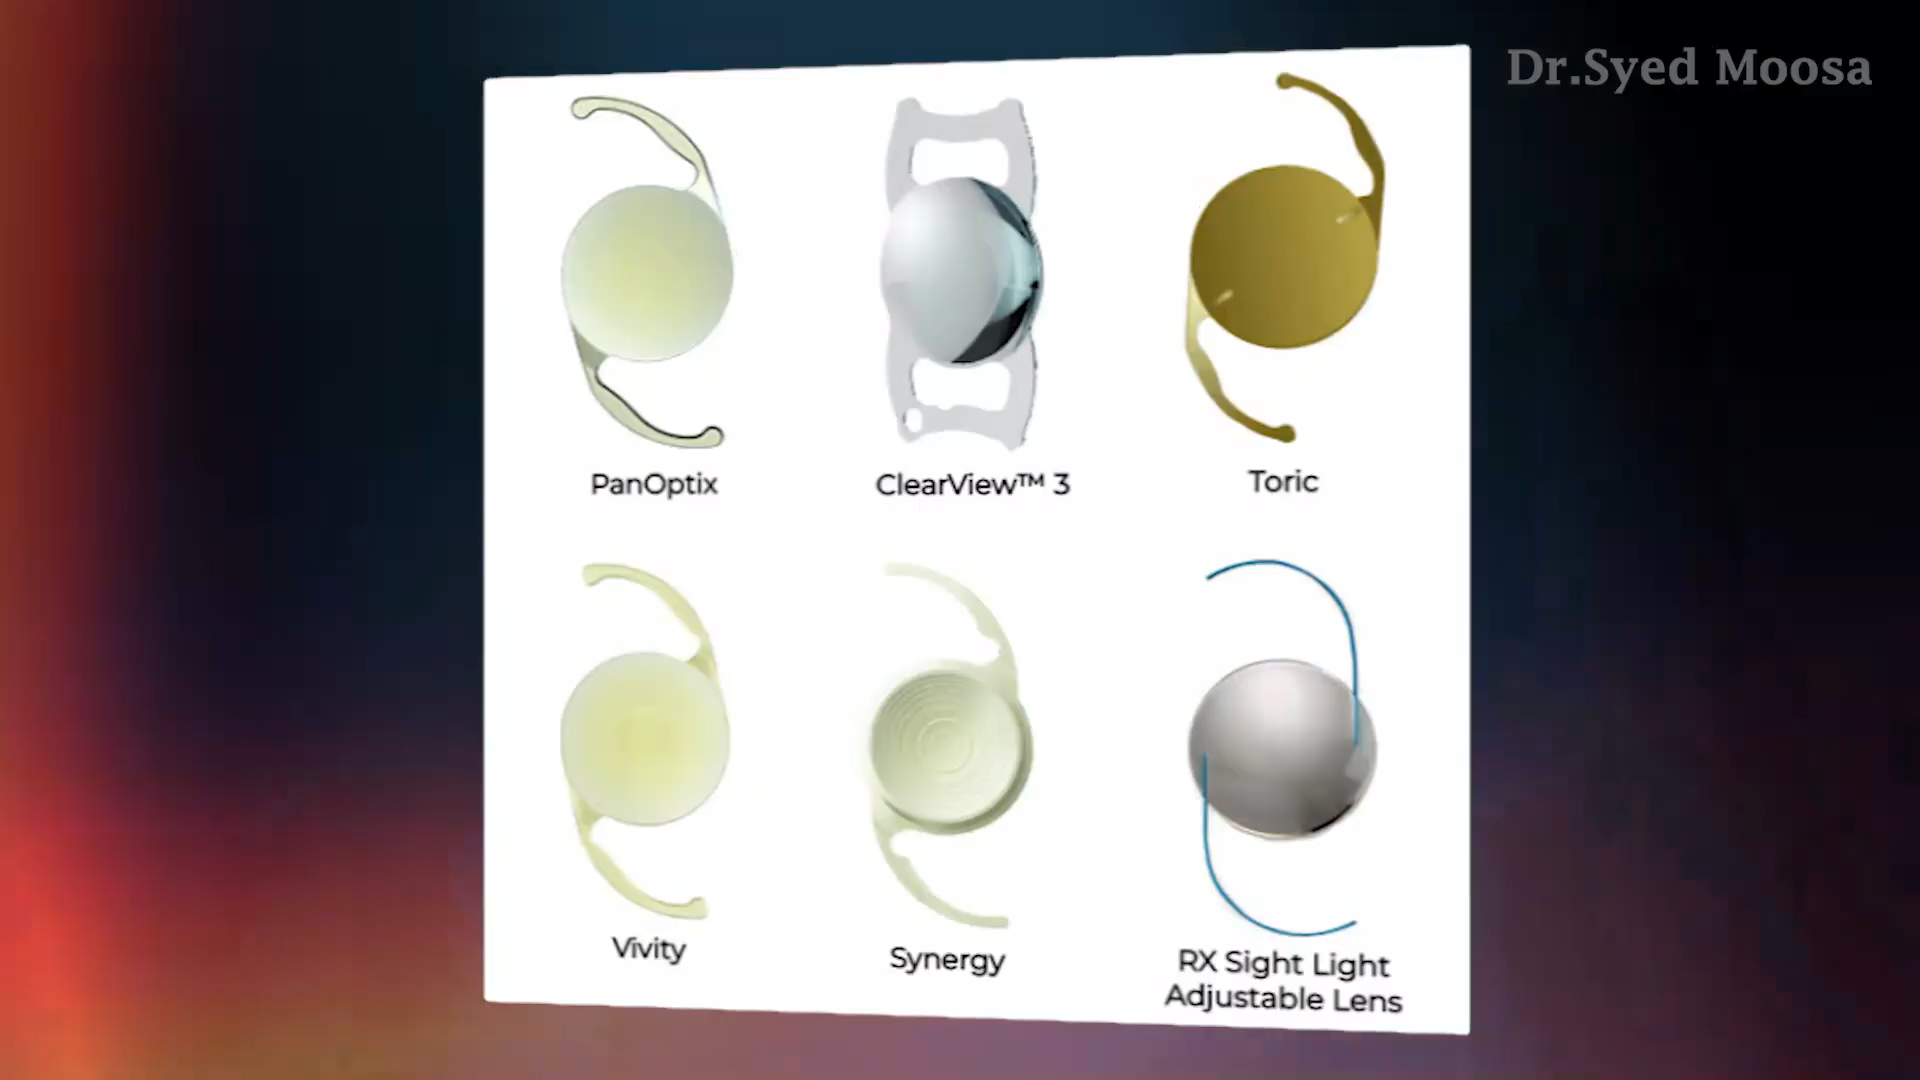 Dr.Syed Moosa
PanOptix
ClearView™ 3
Toric
Vivity
Synergy
RX Sight Light
Adjustable Lens